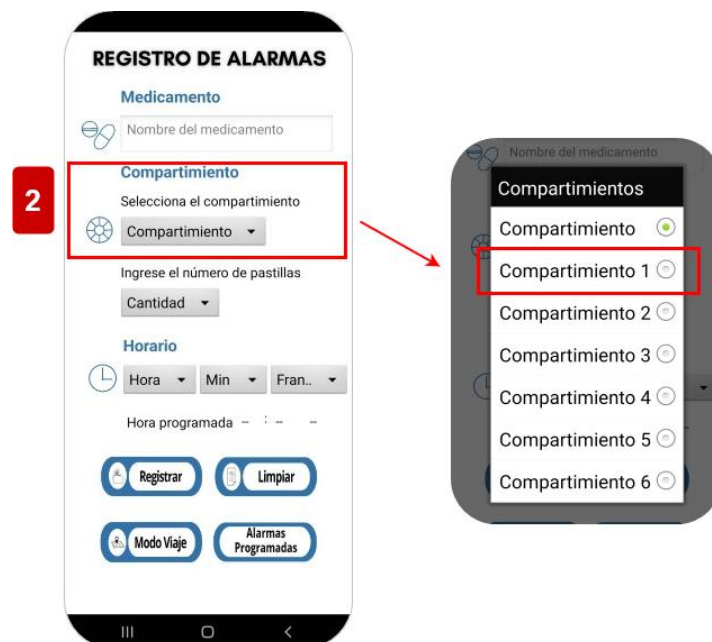 REGISTRO DE ALARMAS
Medicamento
Nombre del medicamento
2
Compartimiento
Selecciona el compartimiento
Compartimiento
Ingrese el número de pastillas
Cantidad
Horario
Hora Min Fran..
Hora programada -- : -- --
Registrar Limpiar
Modo Viaje Alarmas
Programadas
Nombre del medicamento
Compartimientos
Compartimiento
Compartimiento 1
Compartimiento 2
Compartimiento 3
Compartimiento 4
Compartimiento 5
Compartimiento 6